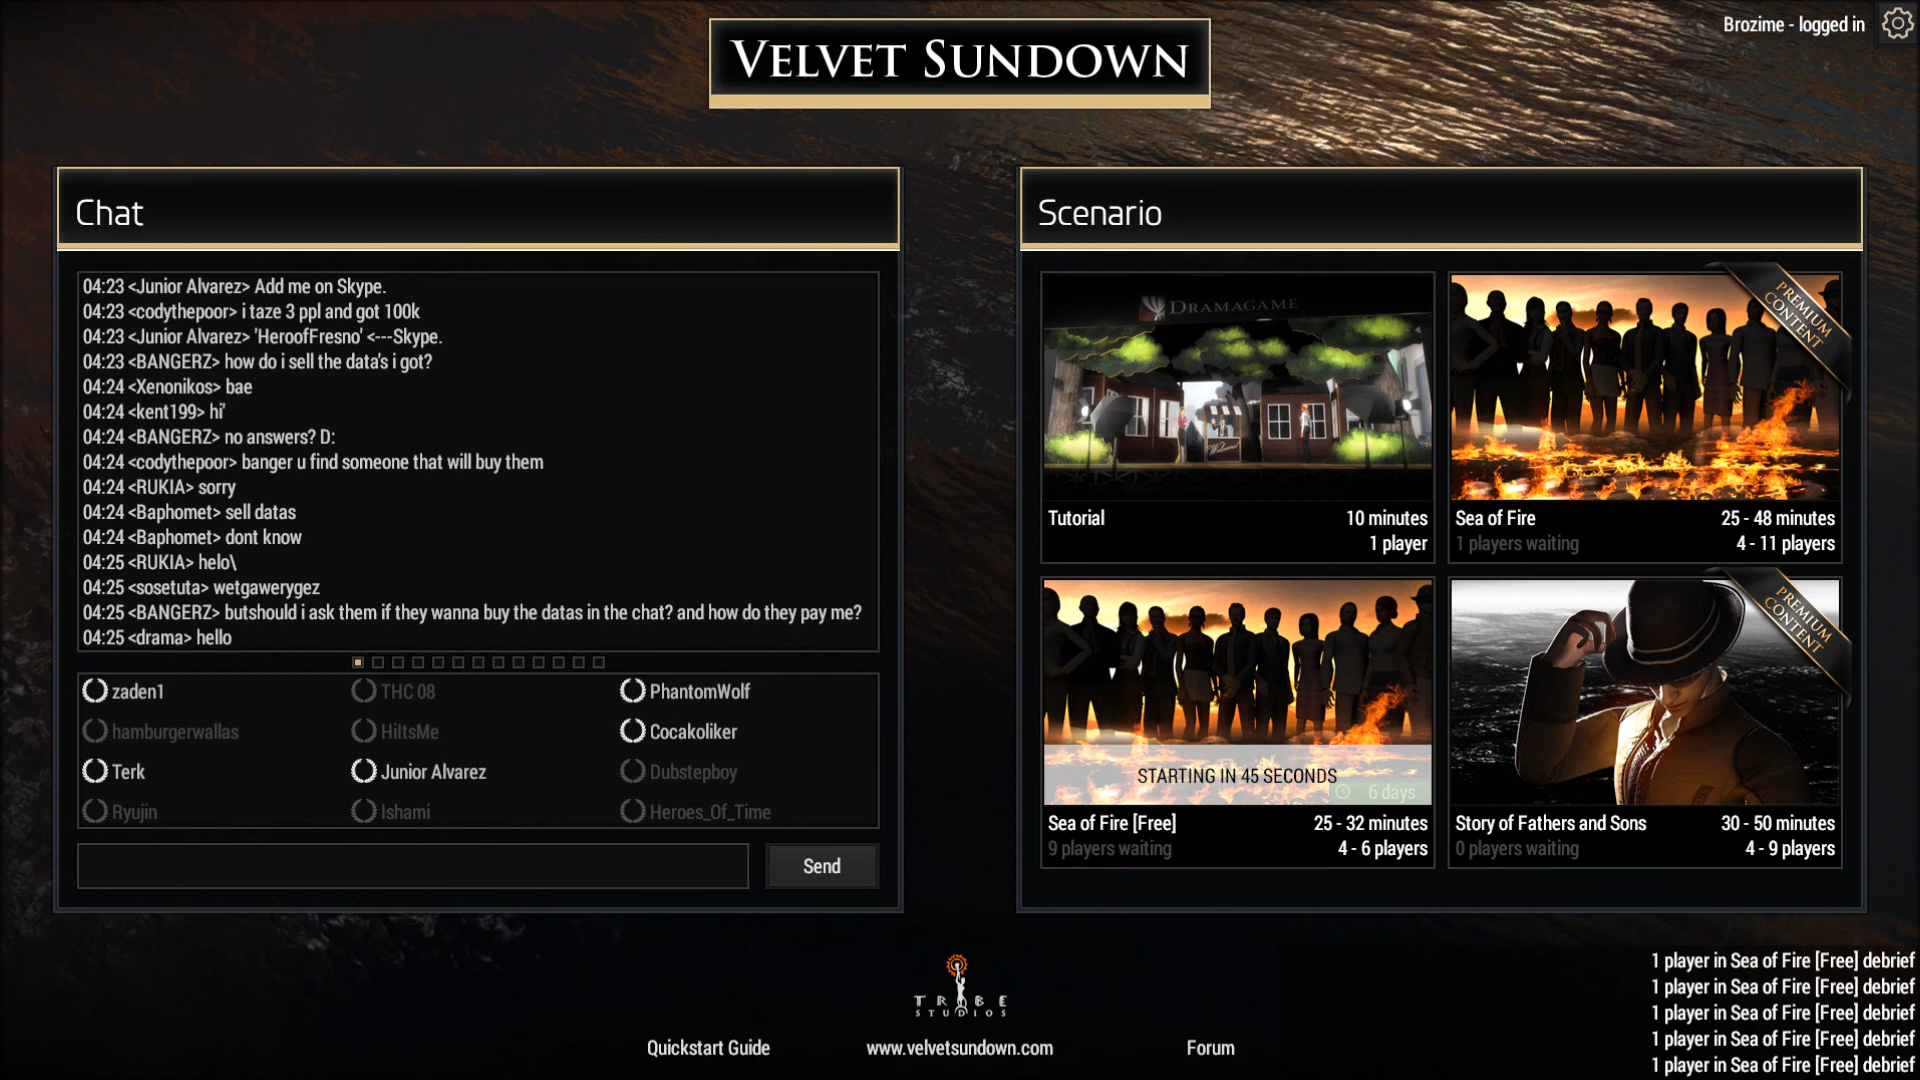 Brozime - logged in
VELVET SUNDOWN
Chat
04:23 <Junior Alvarez> Add me on Skype.
04:23 <codythepoor> i taze 3 ppl and got 100k
04:23 <Junior Alvarez> 'HeroofFresno' <---Skype.
04:23 <BANGERZ> how do i sell the data's i got?
04:24 <Xenonikos> bae
04:24 <kent199> hi'
04:24 <BANGERZ> no answers? D:
04:24 <codythepoor> banger u find someone that will buy them
04:24 <RUKIA> sorry
04:24 <Baphomet> sell datas
04:24 <Baphomet> dont know
04:25 <RUKIA> helo\
04:25 <sosetuta> wetgawerygez
04:25 <BANGERZ> butshould i ask them if they wanna buy the datas in the chat? and how do they pay me?
04:25 <drama> hello
zaden1 THC 08 PhantomWolf
hamburgerwallas HiltsMe Cocakoliker
Terk Junior Alvarez Dubstepboy
Ryujin Ishami Heroes_Of_Time
Send
Scenario
DRAMAGAME
Welcome!
Tutorial 10 minutes
1 player
PREMIUM
CONTENT
Sea of Fire 25 - 48 minutes
1 players waiting 4 - 11 players
STARTING IN 45 SECONDS
6 days
Sea of Fire [Free] 25 - 32 minutes
9 players waiting 4 - 6 players
PREMIUM
CONTENT
Story of Fathers and Sons 30 - 50 minutes
0 players waiting 4 - 9 players
TRIBE
STUDIOS
Quickstart Guide www.velvetsundown.com Forum
1 player in Sea of Fire [Free] debrief
1 player in Sea of Fire [Free] debrief
1 player in Sea of Fire [Free] debrief
1 player in Sea of Fire [Free] debrief
1 player in Sea of Fire [Free] debrief